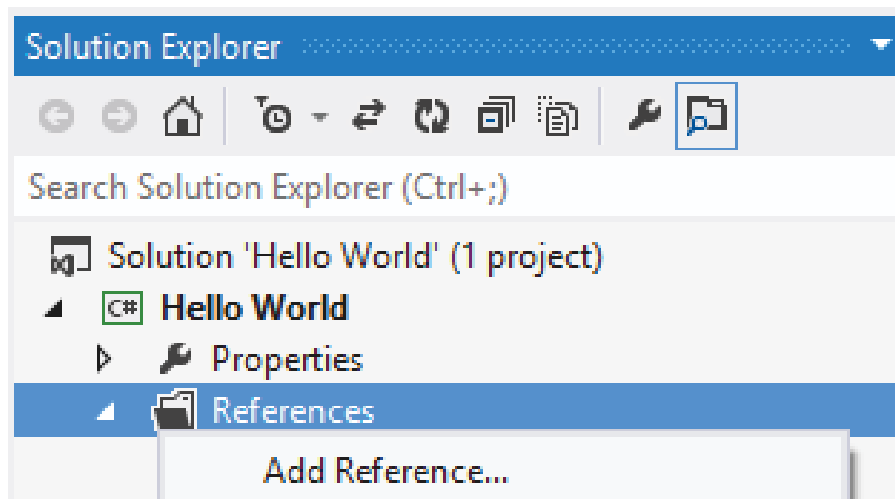 Solution Explorer
Search Solution Explorer (Ctrl+;)
Solution 'Hello World' (1 project)
C# Hello World
Properties
References
Add Reference...